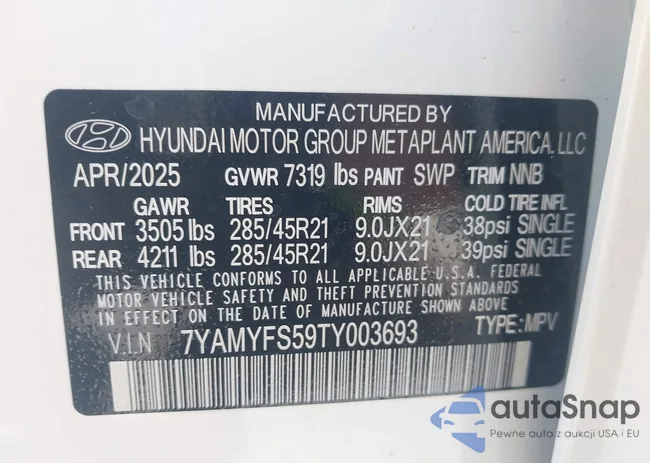 MANUFACTURED BY
HYUNDAI MOTOR GROUP METAPLANT AMERICA, LLC
APR/2025 GVWR 7319 lbs PAINT SWP TRIM NNB
GAWR TIRES RIMS COLD TIRE INFL
FRONT 3505 lbs 285/45R21 9.0JX21 38psi SINGLE
REAR 4211 lbs 285/45R21 9.0JX21 39psi SINGLE
THIS VEHICLE CONFORMS TO ALL APPLICABLE U.S.A. FEDERAL
MOTOR VEHICLE SAFETY AND THEFT PREVENTION STANDARDS
IN EFFECT ON THE DATE OF MANUFACTURE SHOWN ABOVE.
V.I.N 7YAMYFS59TY003693 TYPE: MPV
autaSnap
Pewne auta z aukcji USA i EU